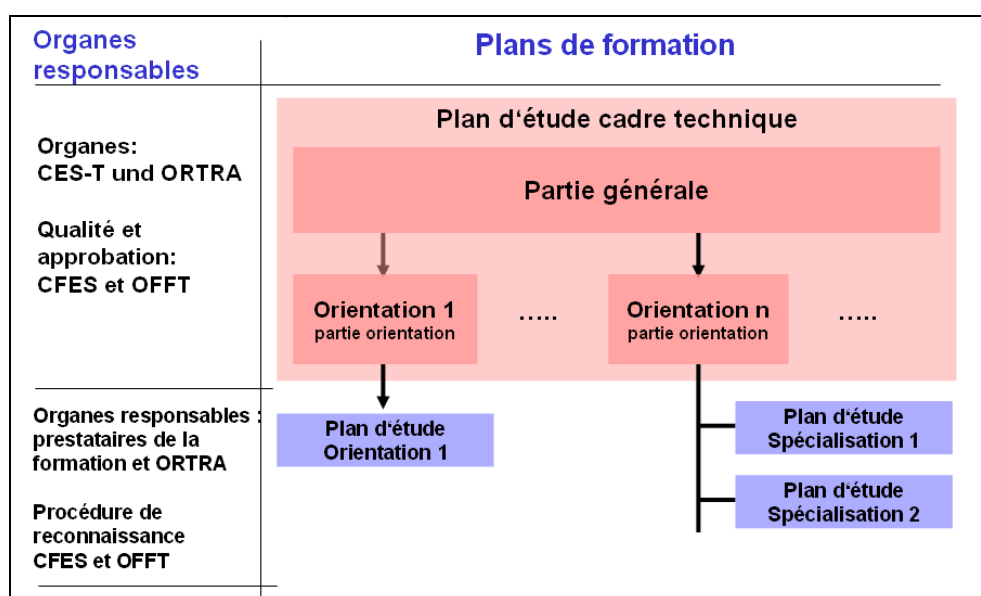 Organes
responsables
Plans de formation
Organes:
CES-T und ORTRA
Qualité et
approbation:
CFES et OFFT
Plan d‘étude cadre technique
Partie générale
Orientation 1
partie orientation
.....
Orientation n
partie orientation
.....
Organes responsables :
prestataires de la
formation et ORTRA
Procédure de
reconnaissance
CFES et OFFT
Plan d‘étude
Orientation 1
Plan d‘étude
Spécialisation 1
Plan d‘étude
Spécialisation 2